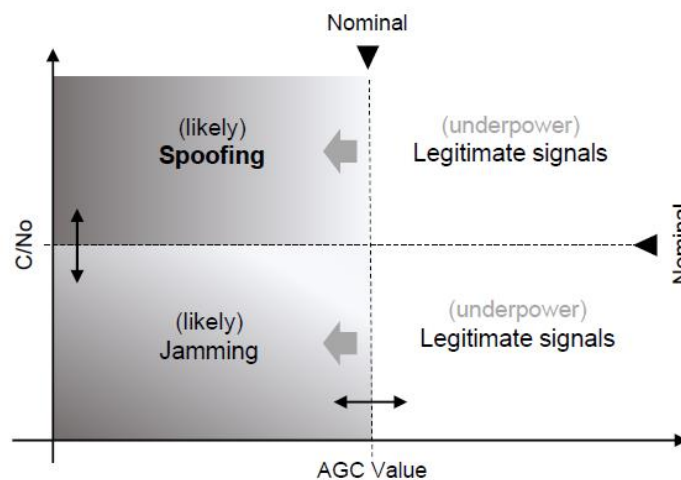 Nominal
(likely)
Spoofing
(underpower)
Legitimate signals
C/No
Nominal
(likely)
Jamming
(underpower)
Legitimate signals
AGC Value